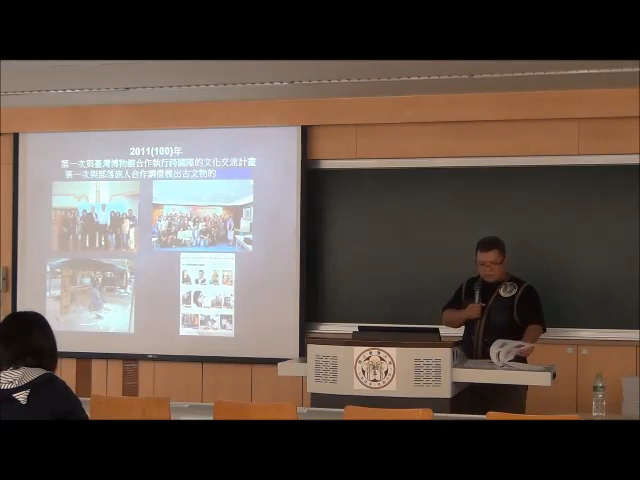 2011(100)年
第一次與臺灣博物館合作執行跨國際的文化交流計畫
第一次與部落族人合作調借展出古文物的